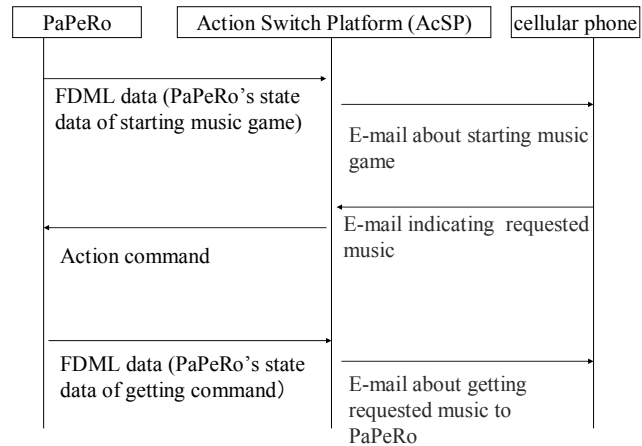 PaPeRo
Action Switch Platform (AcSP)
cellular phone
FDML data (PaPeRo's state
data of starting music game)
E-mail about starting music
game
E-mail indicating requested
music
Action command
FDML data (PaPeRo's state
data of getting command)
E-mail about getting
requested music to
PaPeRo